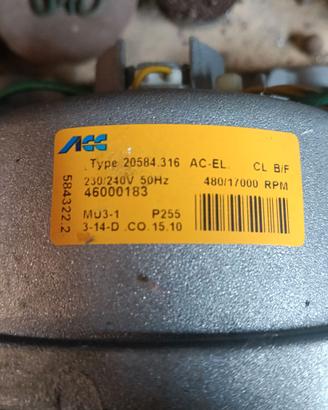 ACC
Type 20584.316 AC-EL. CL B/F
230/240V 50Hz 480/17000 RPM
46000183
MU3-1 P255
3-14-D .CO.15.10
584322.2